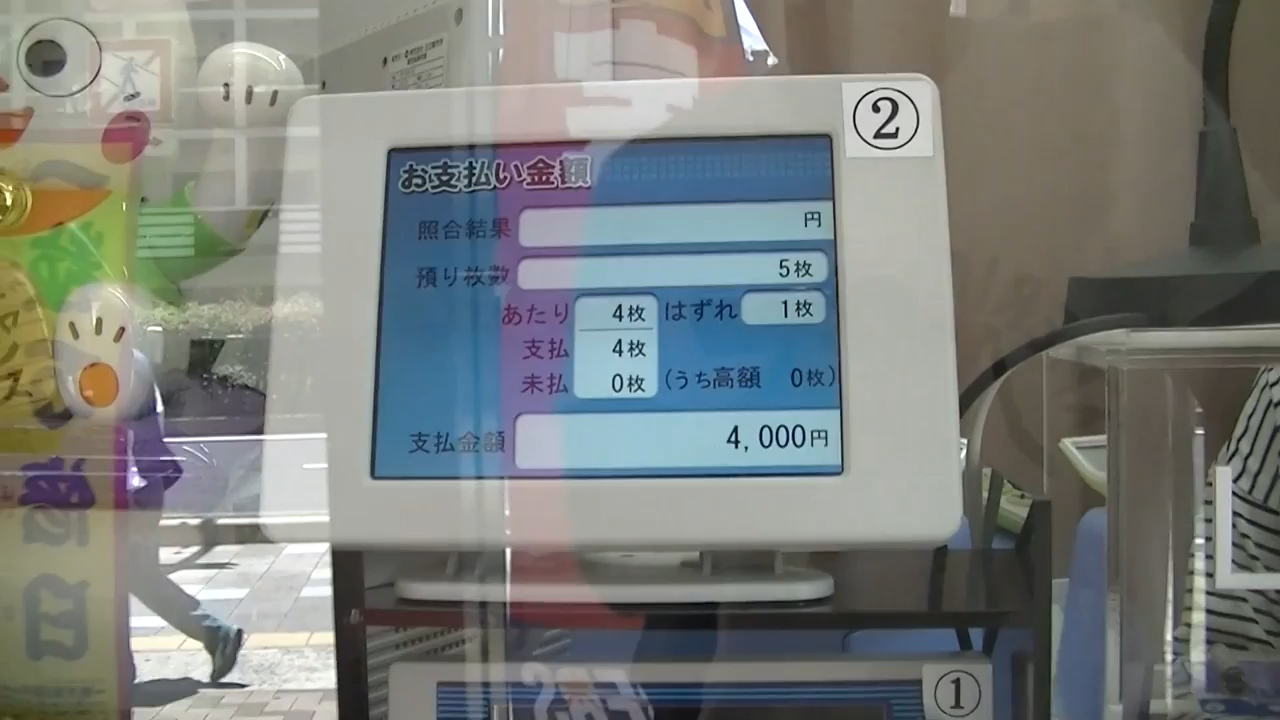 ②
お支払い金額
照合結果 円
預り枚数 5枚
あたり 4枚 はずれ 1枚
支払 4枚
未払 0枚 (うち高額 0枚)
支払金額 4,000円
①